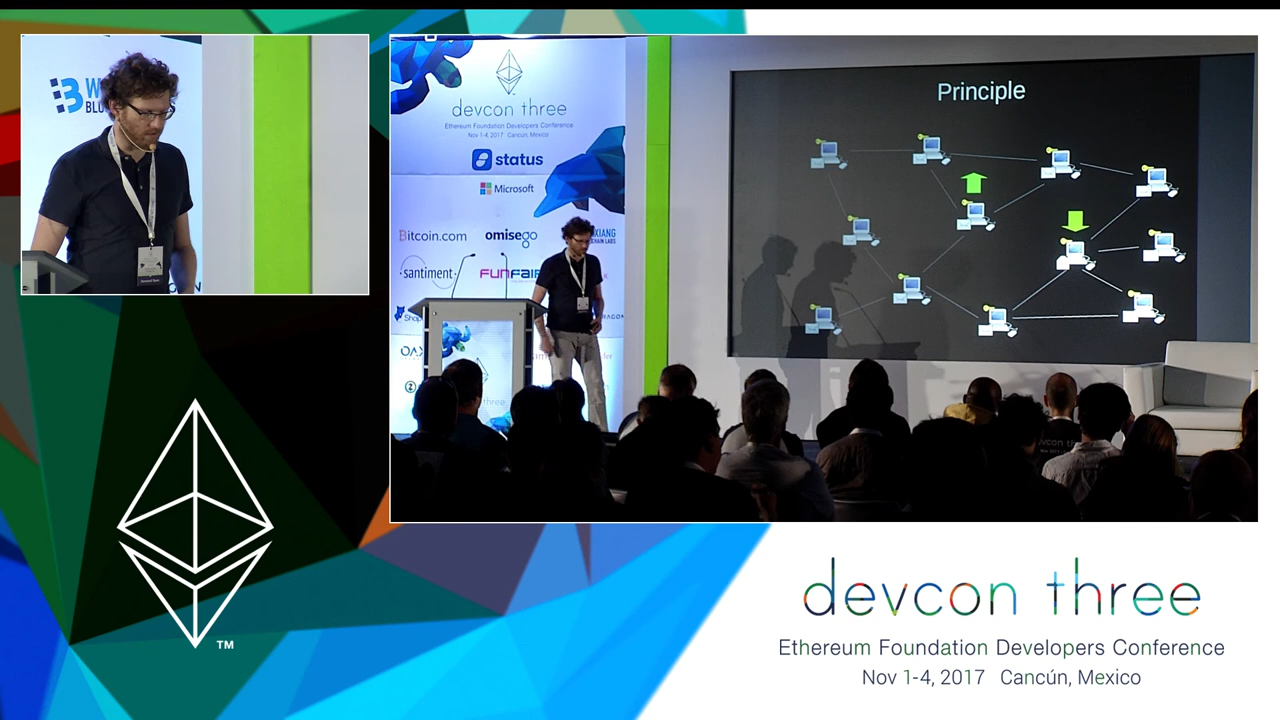 devcon three
Ethereum Foundation Developers Conference
Nov 1-4, 2017 Cancún, Mexico
status
Microsoft
Bitcoin.com
omisego
santiment
FUNFAIR
Principle
TM
devcon three
Ethereum Foundation Developers Conference
Nov 1-4, 2017 Cancún, Mexico